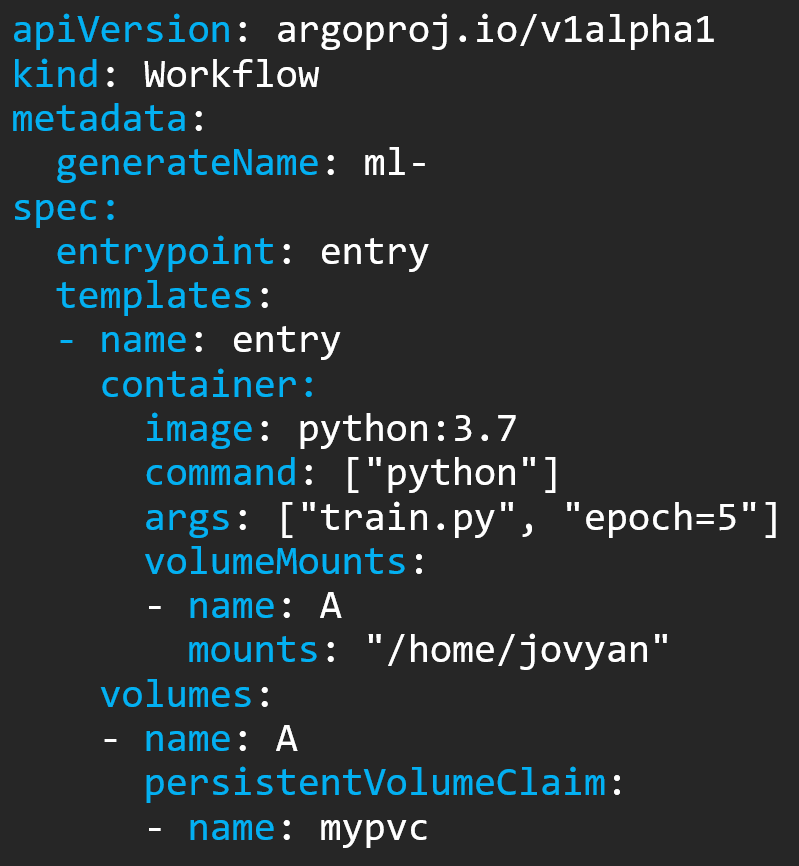 apiVersion: argoproj.io/v1alpha1
kind: Workflow
metadata:
  generateName: ml-
spec:
  entrypoint: entry
  templates:
  - name: entry
    container:
      image: python:3.7
      command: ["python"]
      args: ["train.py", "epoch=5"]
      volumeMounts:
      - name: A
        mounts: "/home/jovyan"
    volumes:
    - name: A
      persistentVolumeClaim:
      - name: mypvc